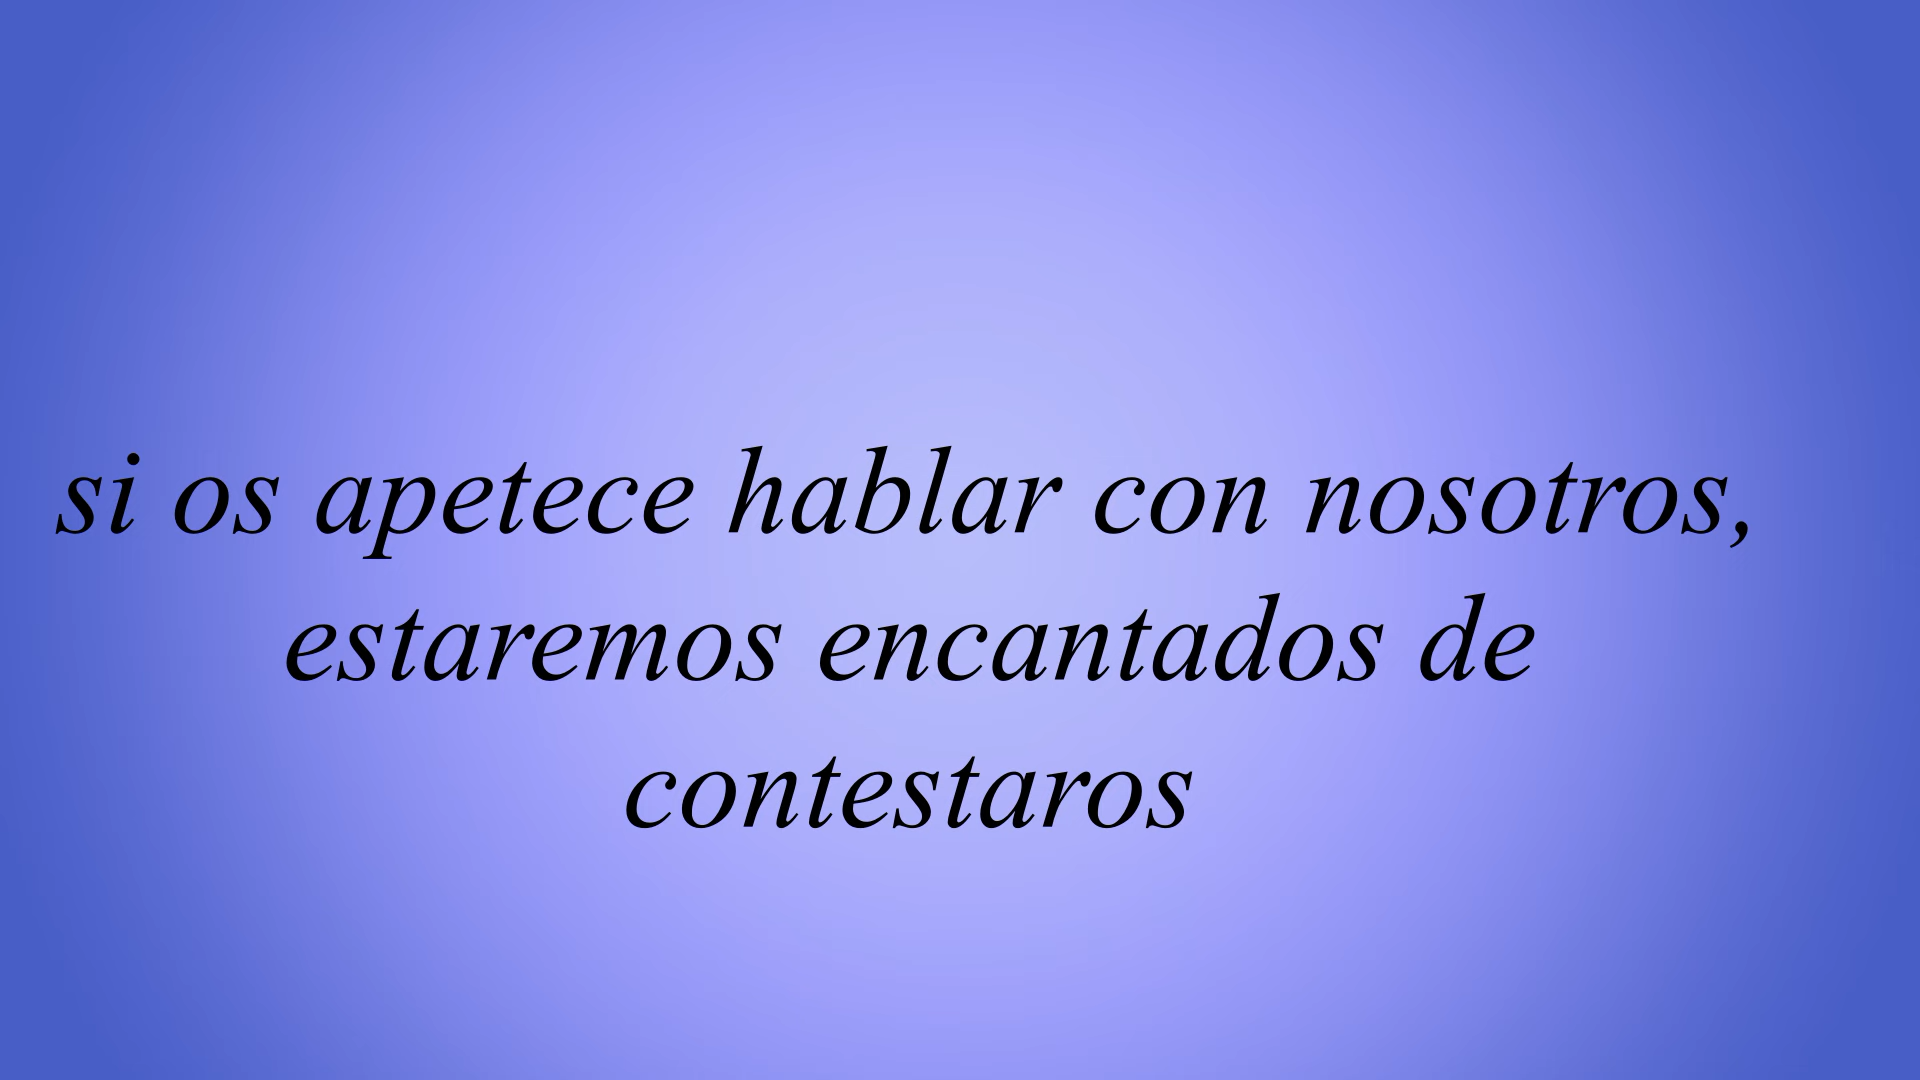 si os apetece hablar con nosotros,
estaremos encantados de
contestaros